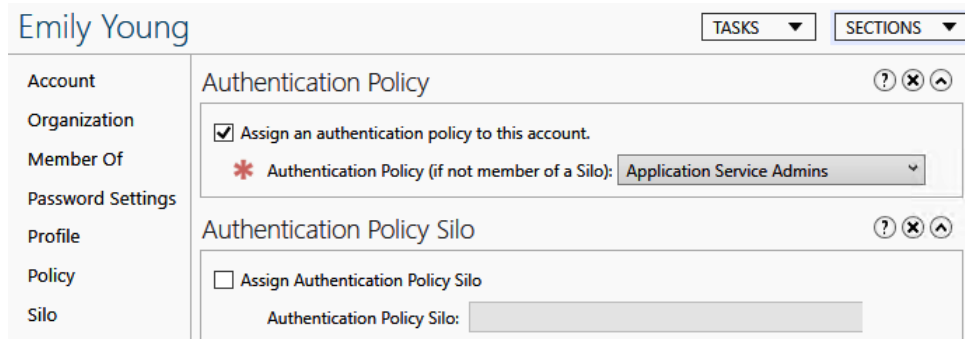 Emily Young
TASKS
SECTIONS
Account
Organization
Member Of
Password Settings
Profile
Policy
Silo
Authentication Policy
Assign an authentication policy to this account.
Authentication Policy (if not member of a Silo): Application Service Admins
Authentication Policy Silo
Assign Authentication Policy Silo
Authentication Policy Silo: